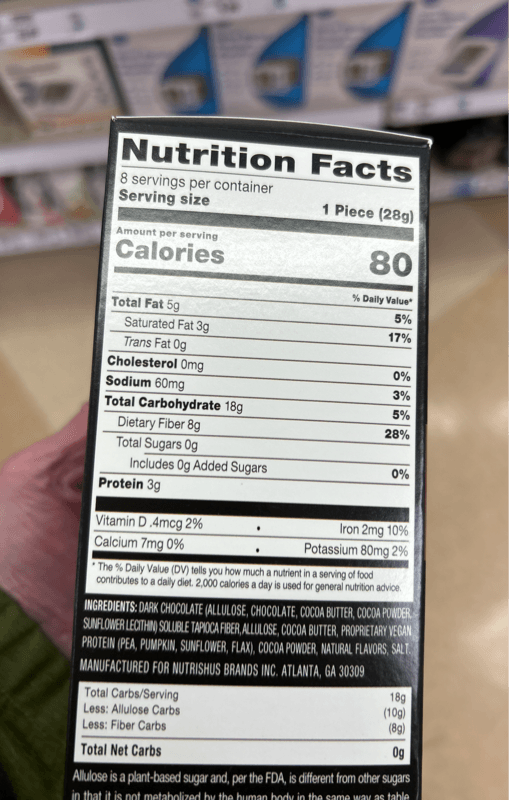 Nutrition Facts
8 servings per container
Serving size 1 Piece (28g)
Amount per serving
Calories 80
% Daily Value*
Total Fat 5g 5%
Saturated Fat 3g 17%
Trans Fat 0g
Cholesterol 0mg 0%
Sodium 60mg 3%
Total Carbohydrate 18g 5%
Dietary Fiber 8g 28%
Total Sugars 0g
Includes 0g Added Sugars 0%
Protein 3g
Vitamin D .4mcg 2% • Iron 2mg 10%
Calcium 7mg 0% • Potassium 80mg 2%
* The % Daily Value (DV) tells you how much a nutrient in a serving of food
contributes to a daily diet. 2,000 calories a day is used for general nutrition advice.
INGREDIENTS: DARK CHOCOLATE (ALLULOSE, CHOCOLATE, COCOA BUTTER, COCOA POWDER,
SUNFLOWER LECITHIN) SOLUBLE TAPIOCA FIBER, ALLULOSE, COCOA BUTTER, PROPRIETARY VEGAN
PROTEIN (PEA, PUMPKIN, SUNFLOWER, FLAX), COCOA POWDER, NATURAL FLAVORS, SALT.
MANUFACTURED FOR NUTRISHUS BRANDS INC. ATLANTA, GA 30309
Total Carbs/Serving 18g
Less: Allulose Carbs (10g)
Less: Fiber Carbs (8g)
Total Net Carbs 0g
Allulose is a plant-based sugar and, per the FDA, is different from other sugars
in that it is not metabolized by the human body in the same way as table